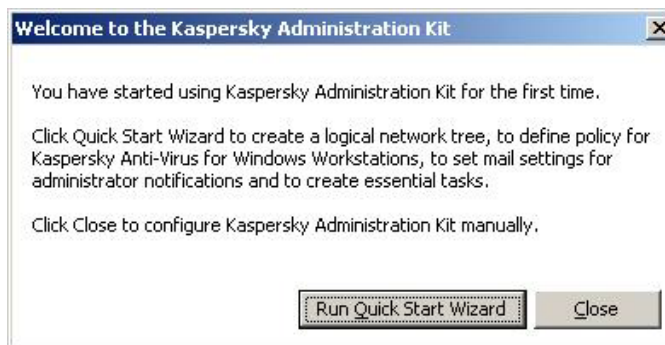 Welcome to the Kaspersky Administration Kit
You have started using Kaspersky Administration Kit for the first time.
Click Quick Start Wizard to create a logical network tree, to define policy for
Kaspersky Anti-Virus for Windows Workstations, to set mail settings for
administrator notifications and to create essential tasks.
Click Close to configure Kaspersky Administration Kit manually.
Run Quick Start Wizard
Close